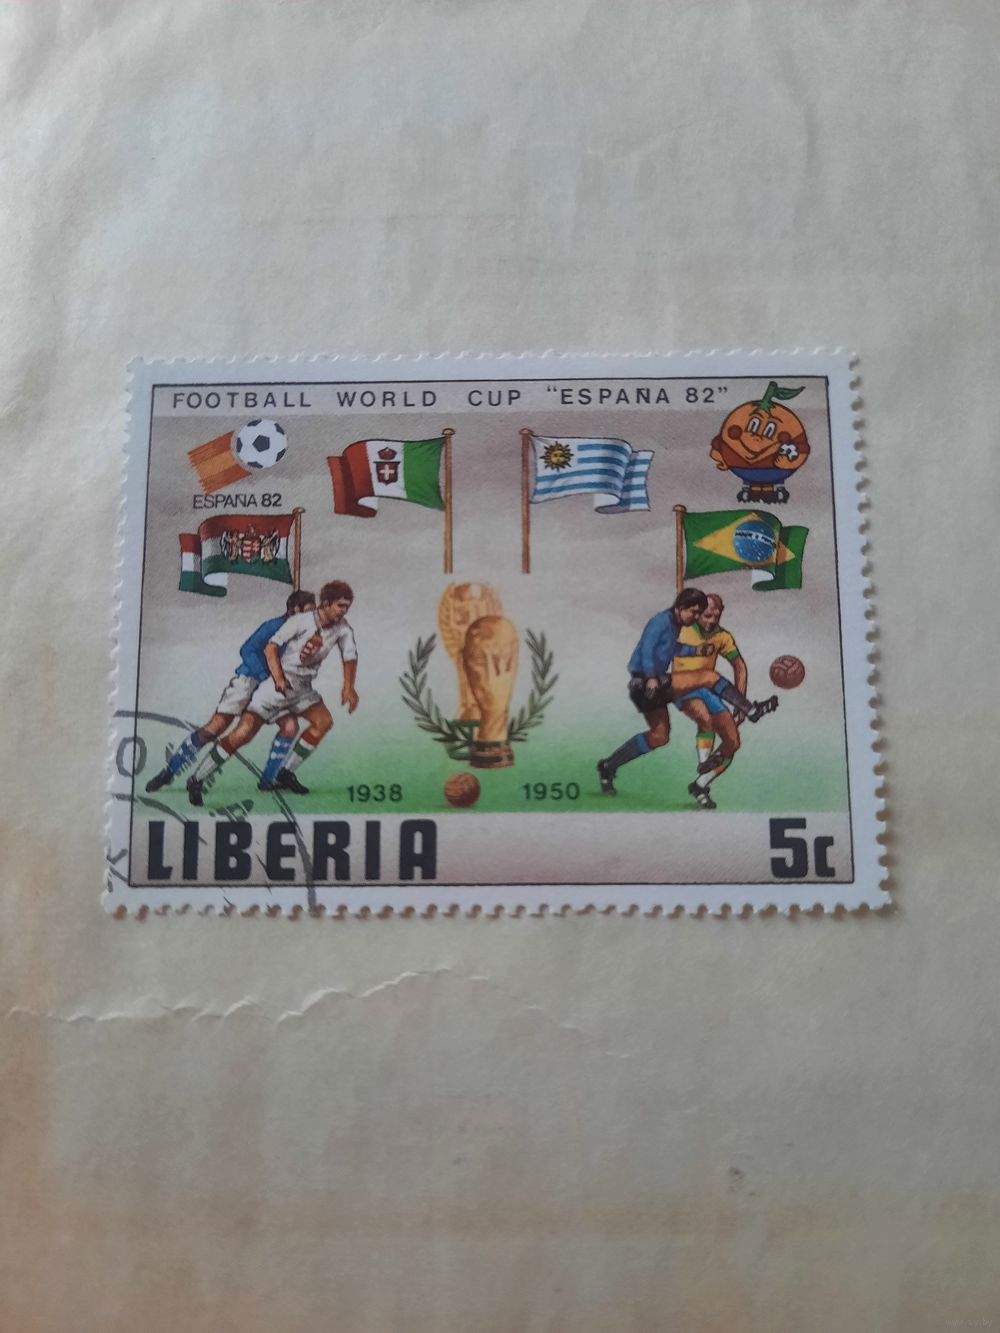 FOOTBALL WORLD CUP "ESPAÑA 82"
ESPAÑA 82
1938 1950
LIBERIA 5c